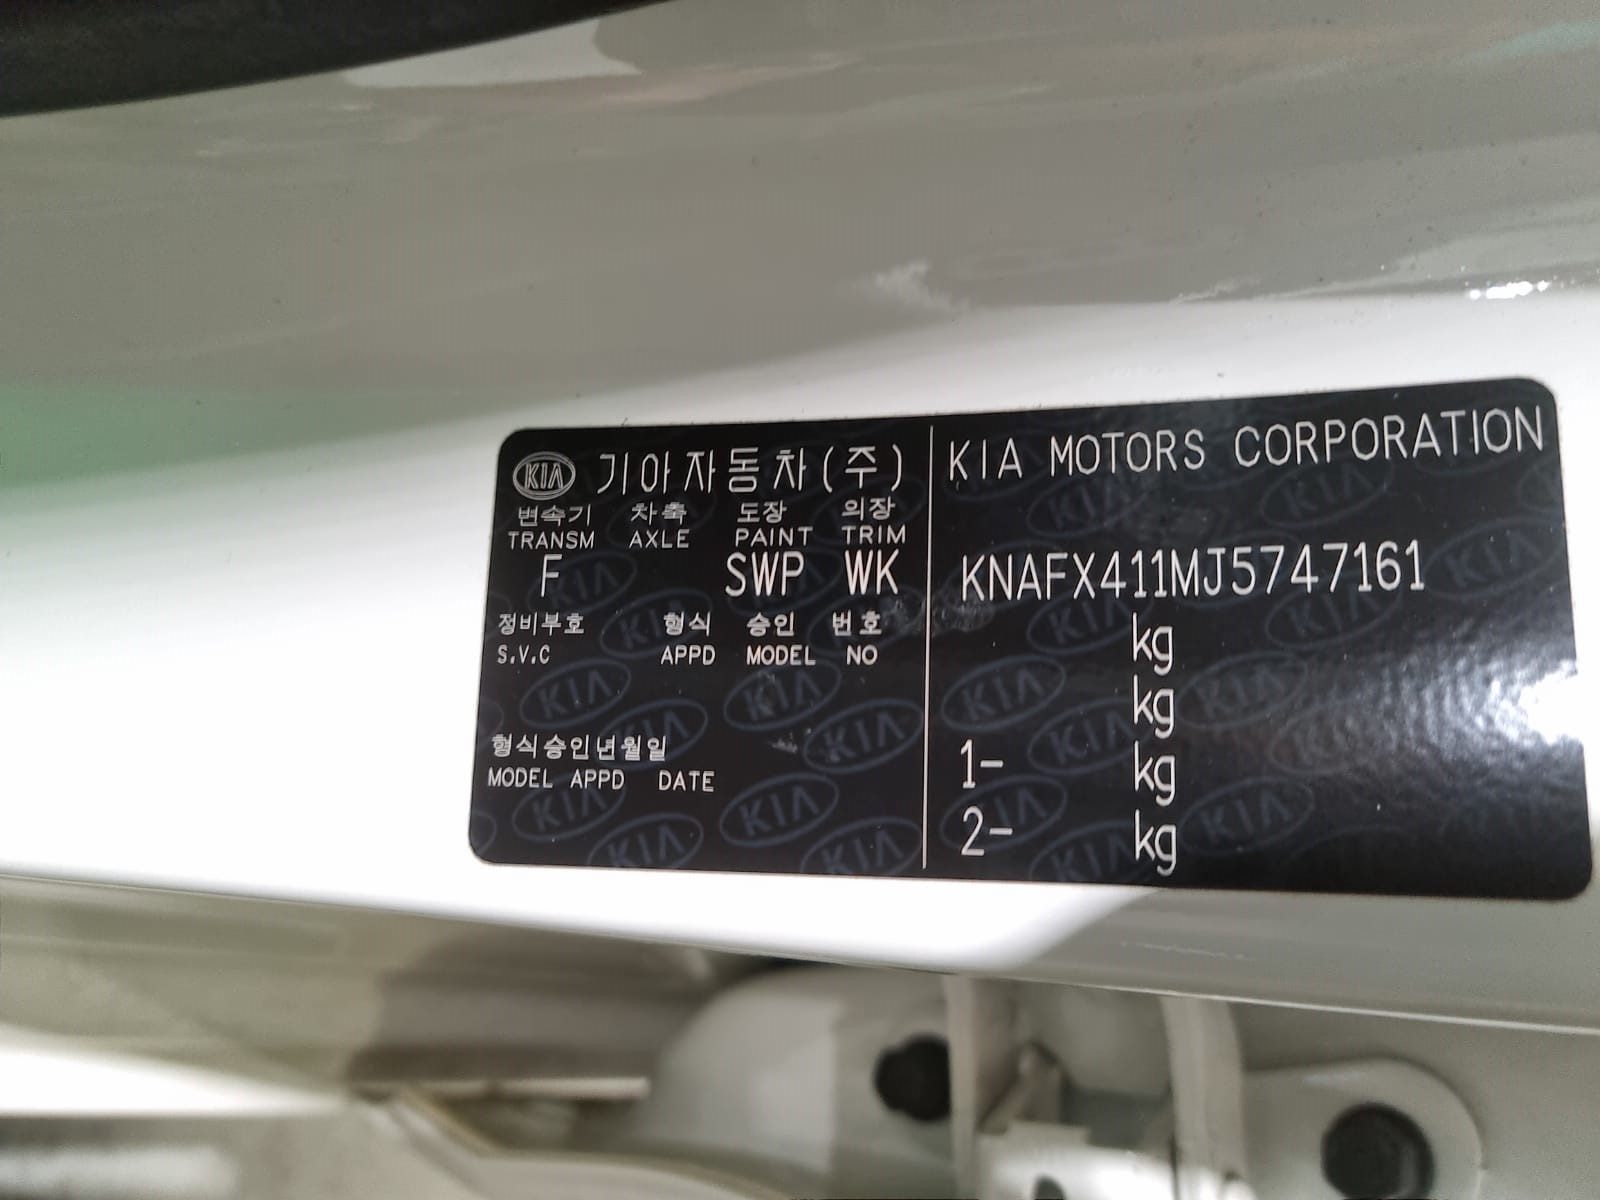 KIA 기아자동차(주)
변속기 차축 도장 의장
TRANSM AXLE PAINT TRIM
F SWP WK
정비부호 형식 승인 번호
S.V.C APPD MODEL NO
형식승인년월일
MODEL APPD DATE
KIA MOTORS CORPORATION
KNAFX411MJ5747161
kg
kg
1- kg
2- kg